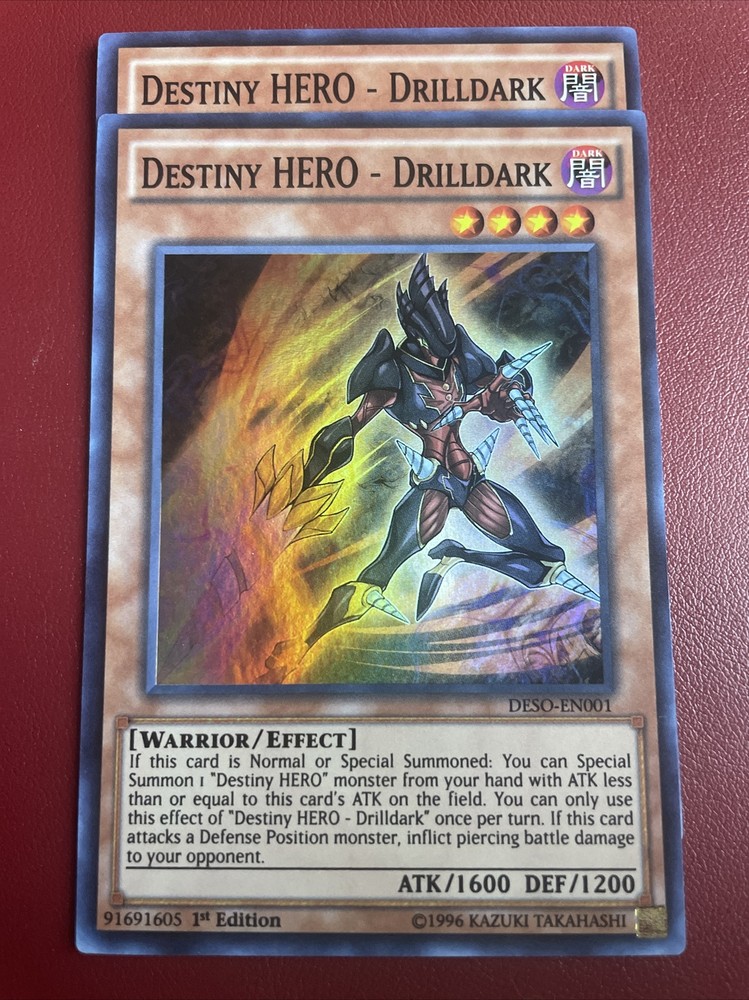 DESTINY HERO - DRILLDARK
DARK
闇
DESTINY HERO - DRILLDARK
DARK
闇
DESO-EN001
[WARRIOR/EFFECT]
If this card is Normal or Special Summoned: You can Special
Summon 1 "Destiny HERO" monster from your hand with ATK less
than or equal to this card's ATK on the field. You can only use
this effect of "Destiny HERO - Drilldark" once per turn. If this card
attacks a Defense Position monster, inflict piercing battle damage
to your opponent.
ATK/1600 DEF/1200
91691605 1st Edition
©1996 KAZUKI TAKAHASHI